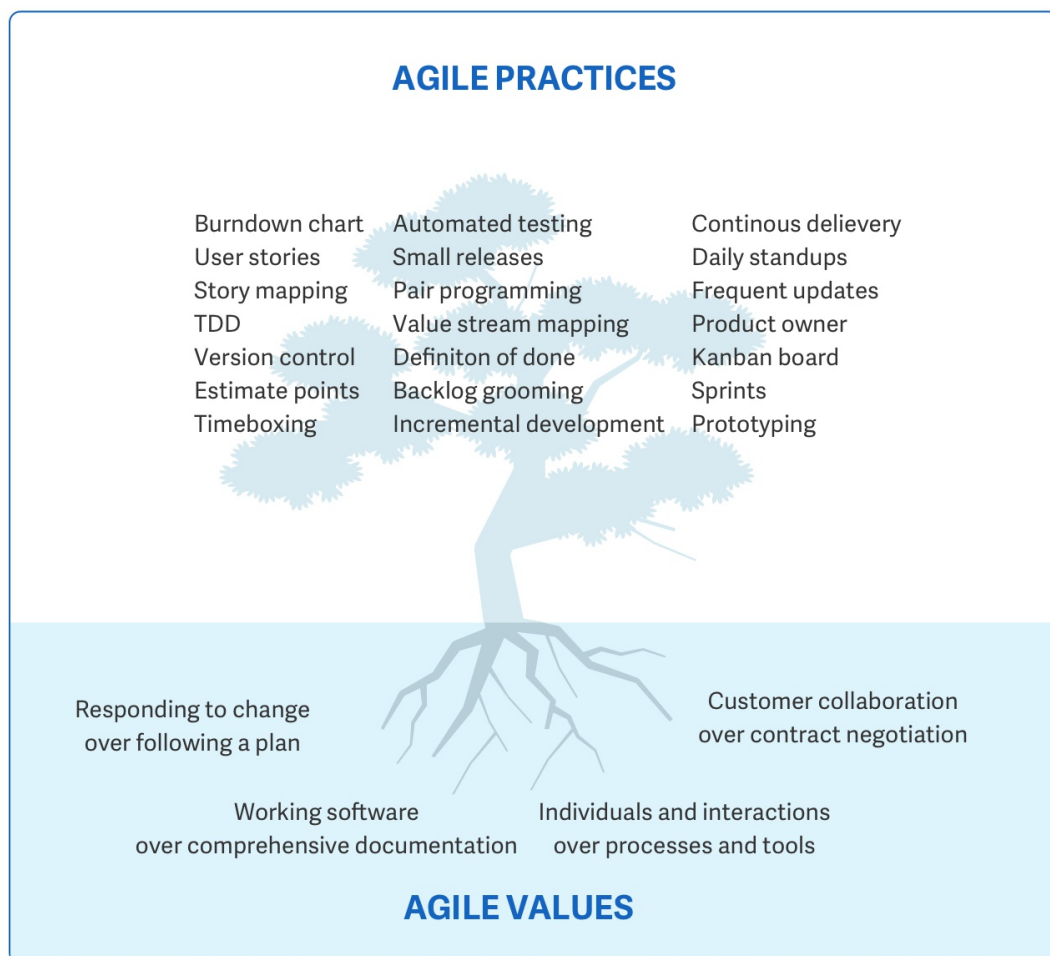 AGILE PRACTICES
Burndown chart
User stories
Story mapping
TDD
Version control
Estimate points
Timeboxing
Automated testing
Small releases
Pair programming
Value stream mapping
Definiton of done
Backlog grooming
Incremental development
Continous delievery
Daily standups
Frequent updates
Product owner
Kanban board
Sprints
Prototyping
Responding to change
over following a plan
Customer collaboration
over contract negotiation
Working software
over comprehensive documentation
Individuals and interactions
over processes and tools
AGILE VALUES